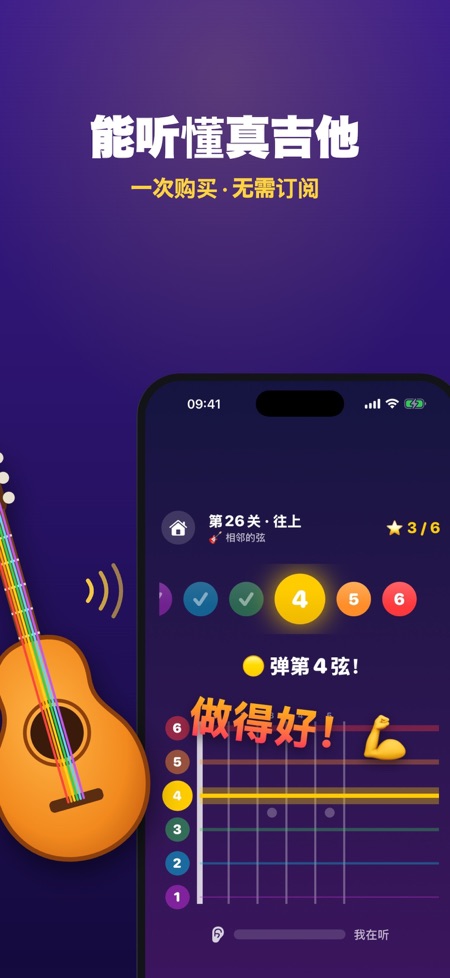 能听懂真吉他
一次购买·无需订阅
09:41
第26关·往上
相邻的弦
3 / 6
4
5
6
弹第4弦!
做得好!
6
5
4
3
2
1
我在听